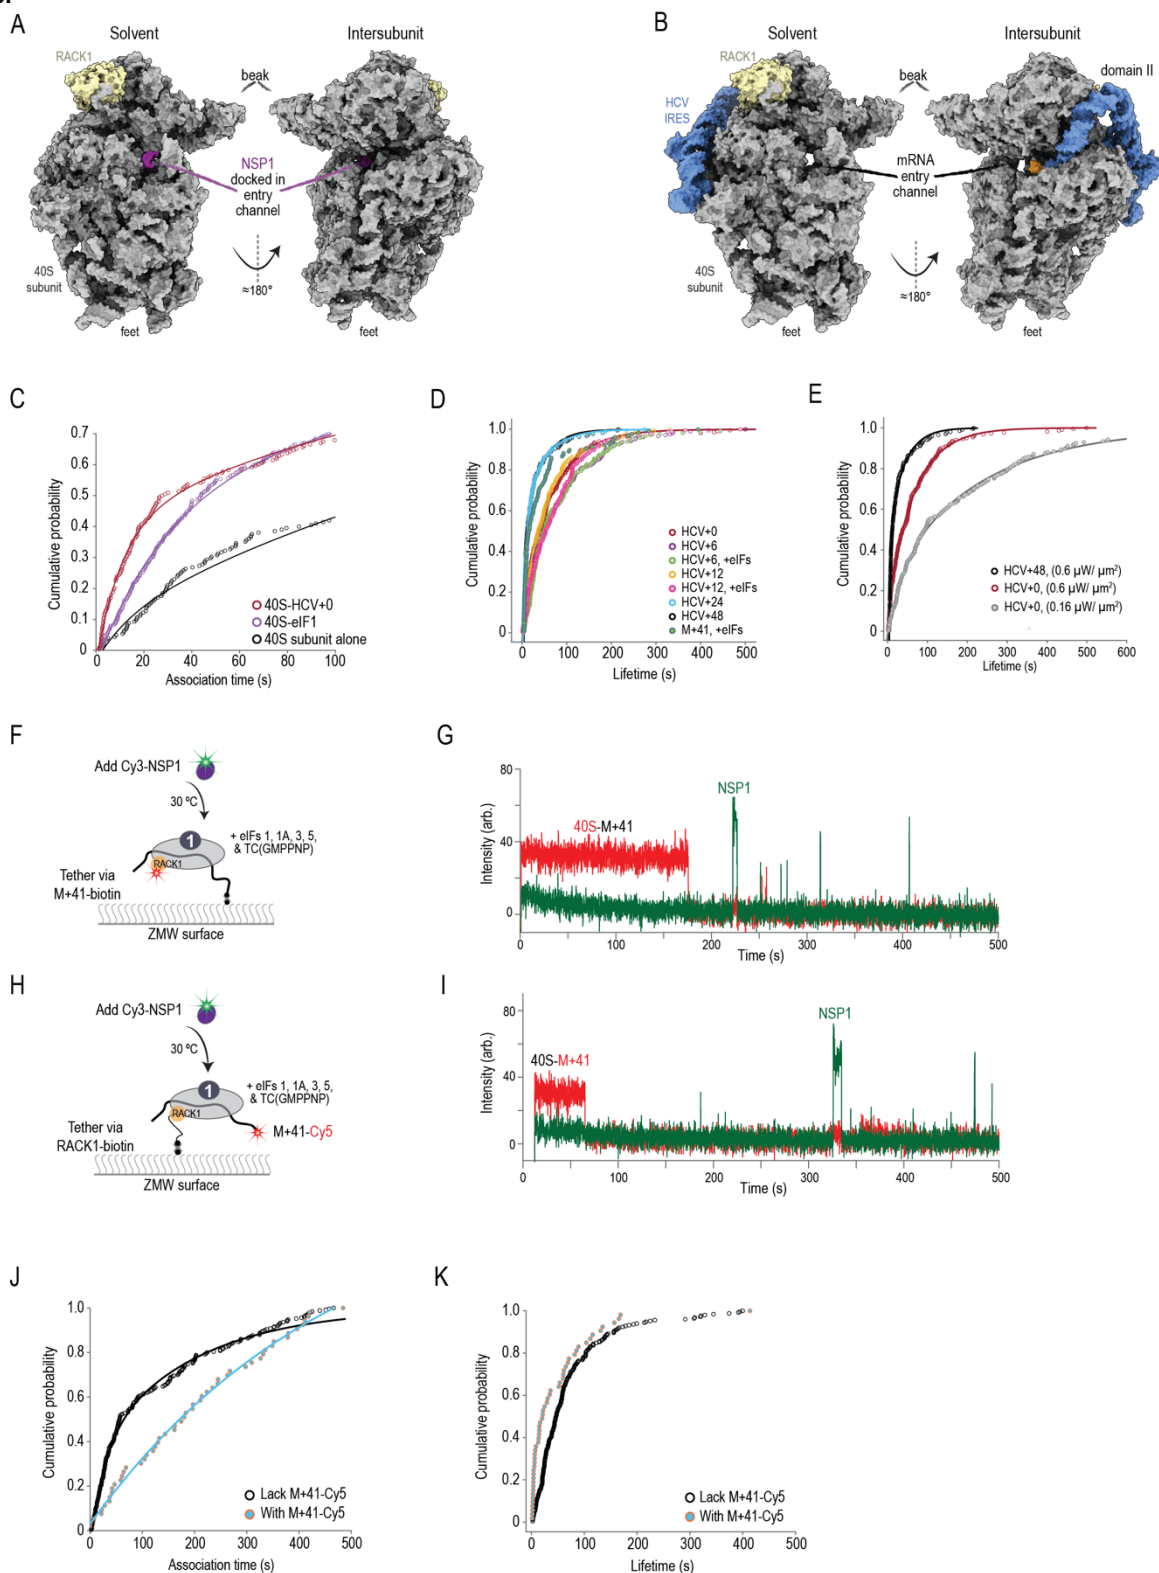 A
Solvent
Intersubunit
RACK1
beak
NSP1
docked in
entry
channel
40S
subunit
≈180°
feet
feet
B
Solvent
Intersubunit
RACK1
beak
domain II
HCV
IRES
mRNA
entry
channel
40S
subunit
≈180°
feet
feet
C
Cumulative probability
0.7
0.6
0.5
0.4
0.3
0.2
0.1
0
0
20
40
60
80
100
Association time (s)
40S-HCV+0
40S-eIF1
40S subunit alone
D
Cumulative probability
1.0
0.8
0.6
0.4
0.2
0
0
100
200
300
400
500
Lifetime (s)
HCV+0
HCV+6
HCV+6, +eIFs
HCV+12
HCV+12, +eIFs
HCV+24
HCV+48
M+41, +eIFs
E
Cumulative probability
1.0
0.8
0.6
0.4
0.2
0
0
100
200
300
400
500
600
Lifetime (s)
HCV+48, (0.6 µW/ µm²)
HCV+0, (0.6 µW/ µm²)
HCV+0, (0.16 µW/ µm²)
F
Add Cy3-NSP1
30 ºC
1
+ eIFs 1, 1A, 3, 5,
& TC(GMPPNP)
RACK1
Tether via
M+41-biotin
ZMW surface
G
Intensity (arb.)
80
40
0
40S-M+41
NSP1
0
100
200
300
400
500
Time (s)
H
Add Cy3-NSP1
30 ºC
1
+ eIFs 1, 1A, 3, 5,
& TC(GMPPNP)
RACK1
Tether via
RACK1-biotin
M+41-Cy5
ZMW surface
I
Intensity (arb.)
80
40
0
40S-M+41
NSP1
0
100
200
300
400
500
Time (s)
J
Cumulative probability
1.0
0.8
0.6
0.4
0.2
0
0
100
200
300
400
500
Association time (s)
Lack M+41-Cy5
With M+41-Cy5
K
Cumulative probability
1.0
0.8
0.6
0.4
0.2
0
0
100
200
300
400
500
Lifetime (s)
Lack M+41-Cy5
With M+41-Cy5